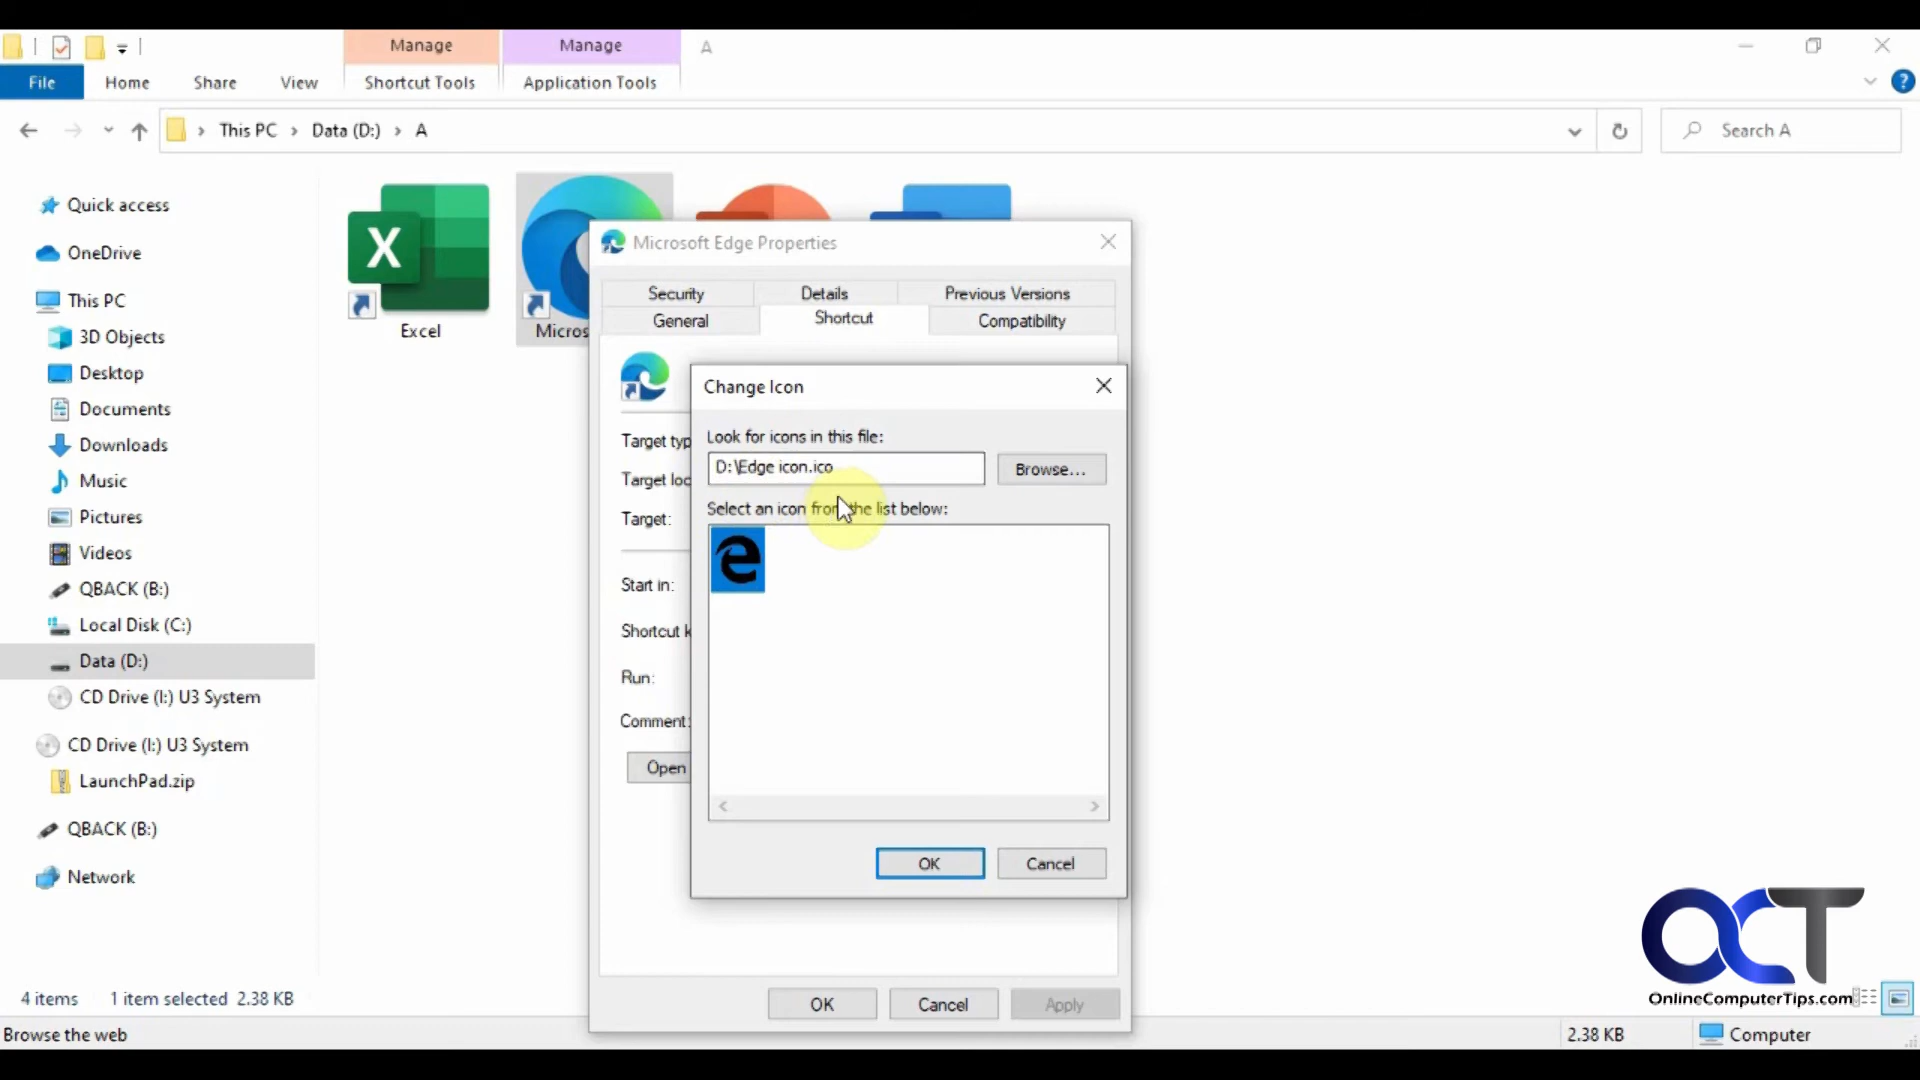 Manage Manage A
File Home Share View Shortcut Tools Application Tools ?
This PC Data (D:) A Search A
Quick access
OneDrive
This PC
3D Objects
Desktop
Documents
Downloads
Music
Pictures
Videos
QBACK (B:)
Local Disk (C:)
Data (D:)
CD Drive (I:) U3 System
CD Drive (I:) U3 System
LaunchPad.zip
QBACK (B:)
Network
X
Excel
Micros
Microsoft Edge Properties
Security Details Previous Versions
General Shortcut Compatibility
Target typ
Target loc
Target:
Start in:
Shortcut k
Run:
Comment:
Open
Change Icon
Look for icons in this file:
D:\Edge icon.ico Browse...
Select an icon from the list below:
OK Cancel
OK Cancel Apply
4 items 1 item selected 2.38 KB
Browse the web 2.38 KB Computer
OCT
OnlineComputerTips.com